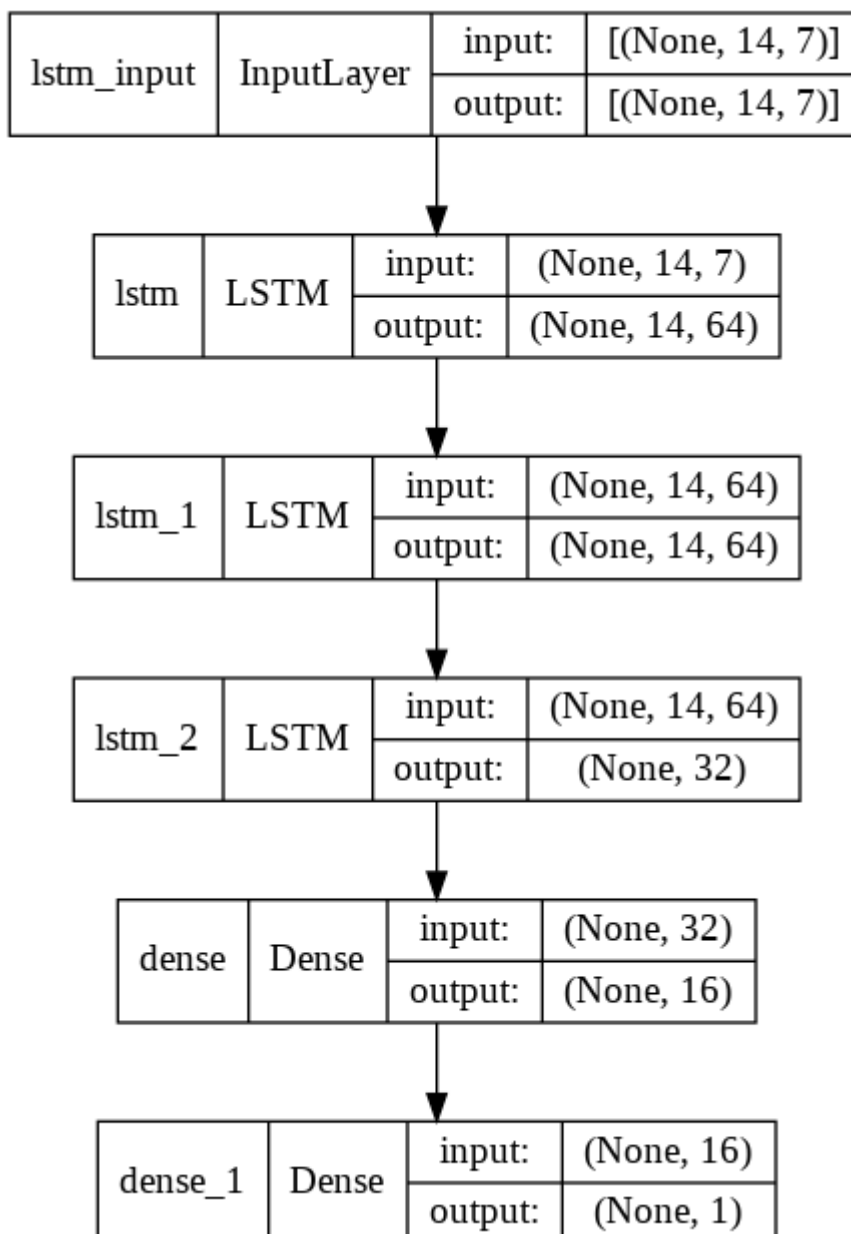 lstm_input InputLayer input: [(None, 14, 7)]
output: [(None, 14, 7)]
lstm LSTM input: (None, 14, 7)
output: (None, 14, 64)
lstm_1 LSTM input: (None, 14, 64)
output: (None, 14, 64)
lstm_2 LSTM input: (None, 14, 64)
output: (None, 32)
dense Dense input: (None, 32)
output: (None, 16)
dense_1 Dense input: (None, 16)
output: (None, 1)